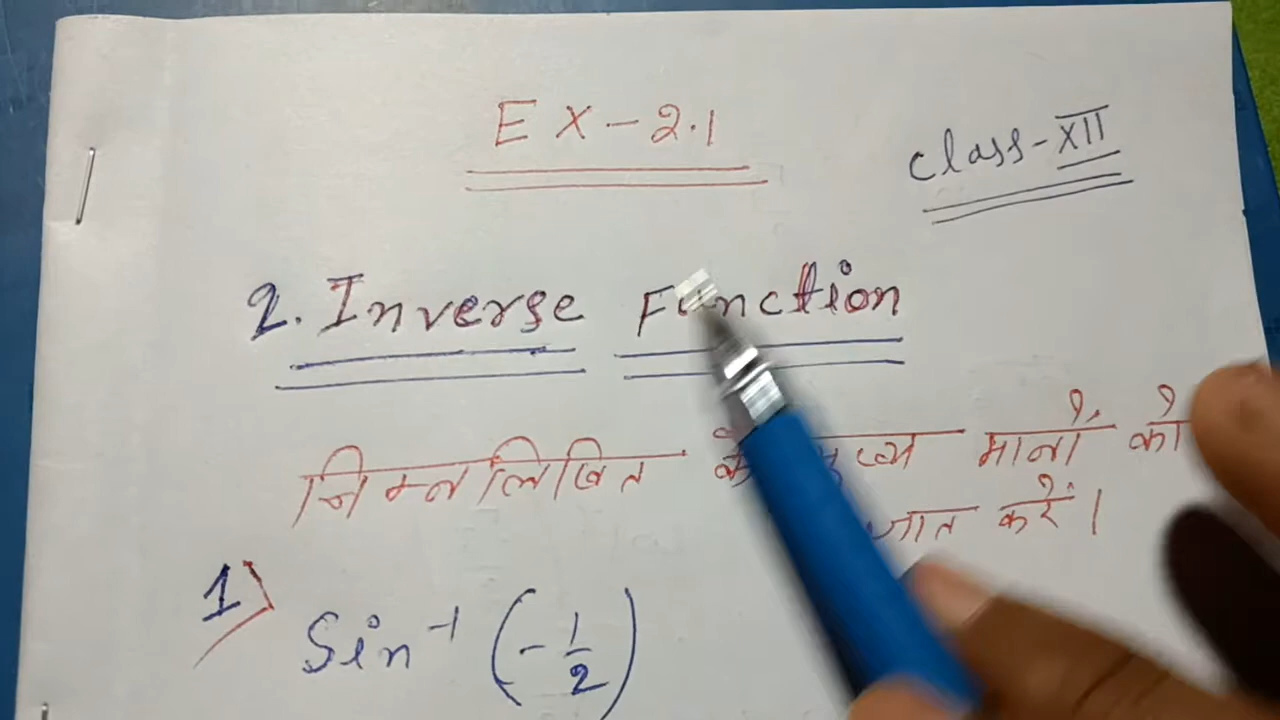 EX-2.1
Class-XII
2. Inverse Function
निम्नलिखित के मुख्य मानों को
ज्ञात करें।
1) Sin⁻¹ (-1/2)